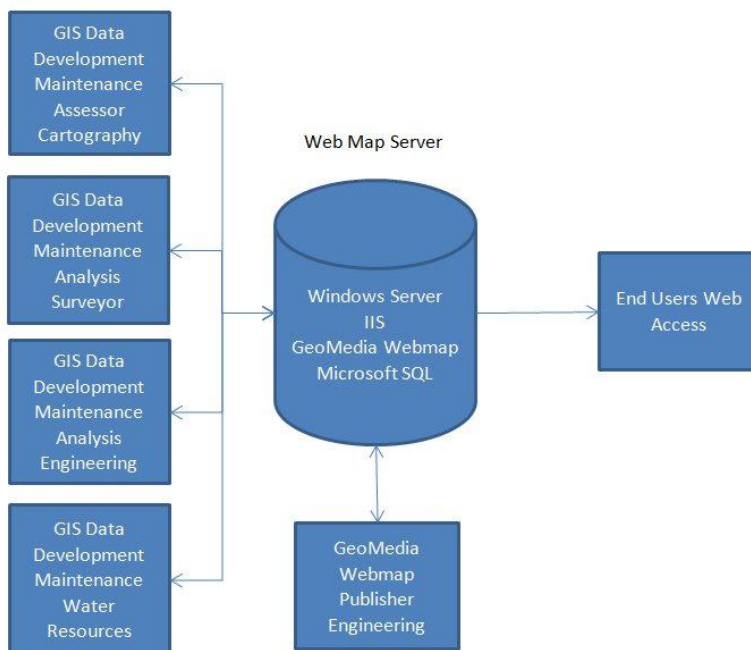 GIS Data
Development
Maintenance
Assessor
Cartography
GIS Data
Development
Maintenance
Analysis
Surveyor
GIS Data
Development
Maintenance
Analysis
Engineering
GIS Data
Development
Maintenance
Water
Resources
Web Map Server
Windows Server
IIS
GeoMedia Webmap
Microsoft SQL
GeoMedia
Webmap
Publisher
Engineering
End Users Web
Access